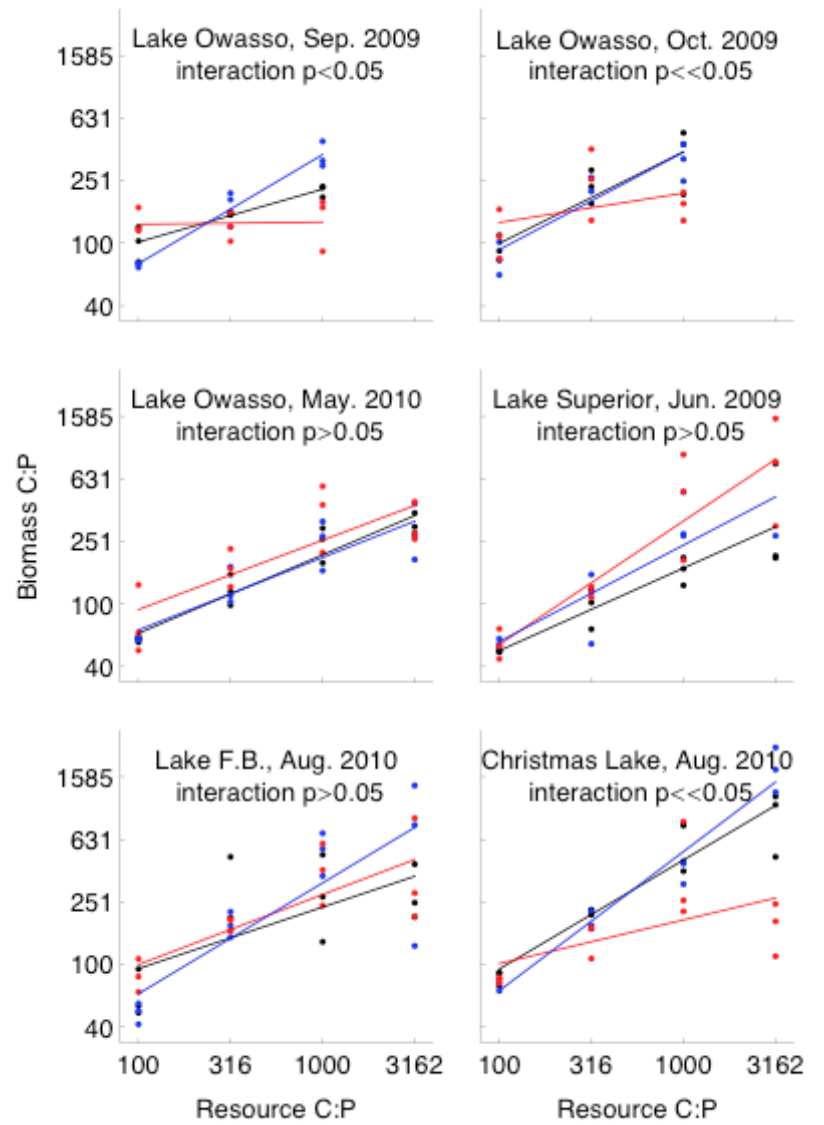 Lake Owasso, Sep. 2009
interaction p<0.05
Lake Owasso, Oct. 2009
interaction p<<0.05
1585
631
251
100
40
Lake Owasso, May. 2010
interaction p>0.05
Lake Superior, Jun. 2009
interaction p>0.05
1585
631
251
100
40
Biomass C:P
Lake F.B., Aug. 2010
interaction p>0.05
Christmas Lake, Aug. 2010
interaction p<<0.05
1585
631
251
100
40
100 316 1000 3162
100 316 1000 3162
Resource C:P
Resource C:P